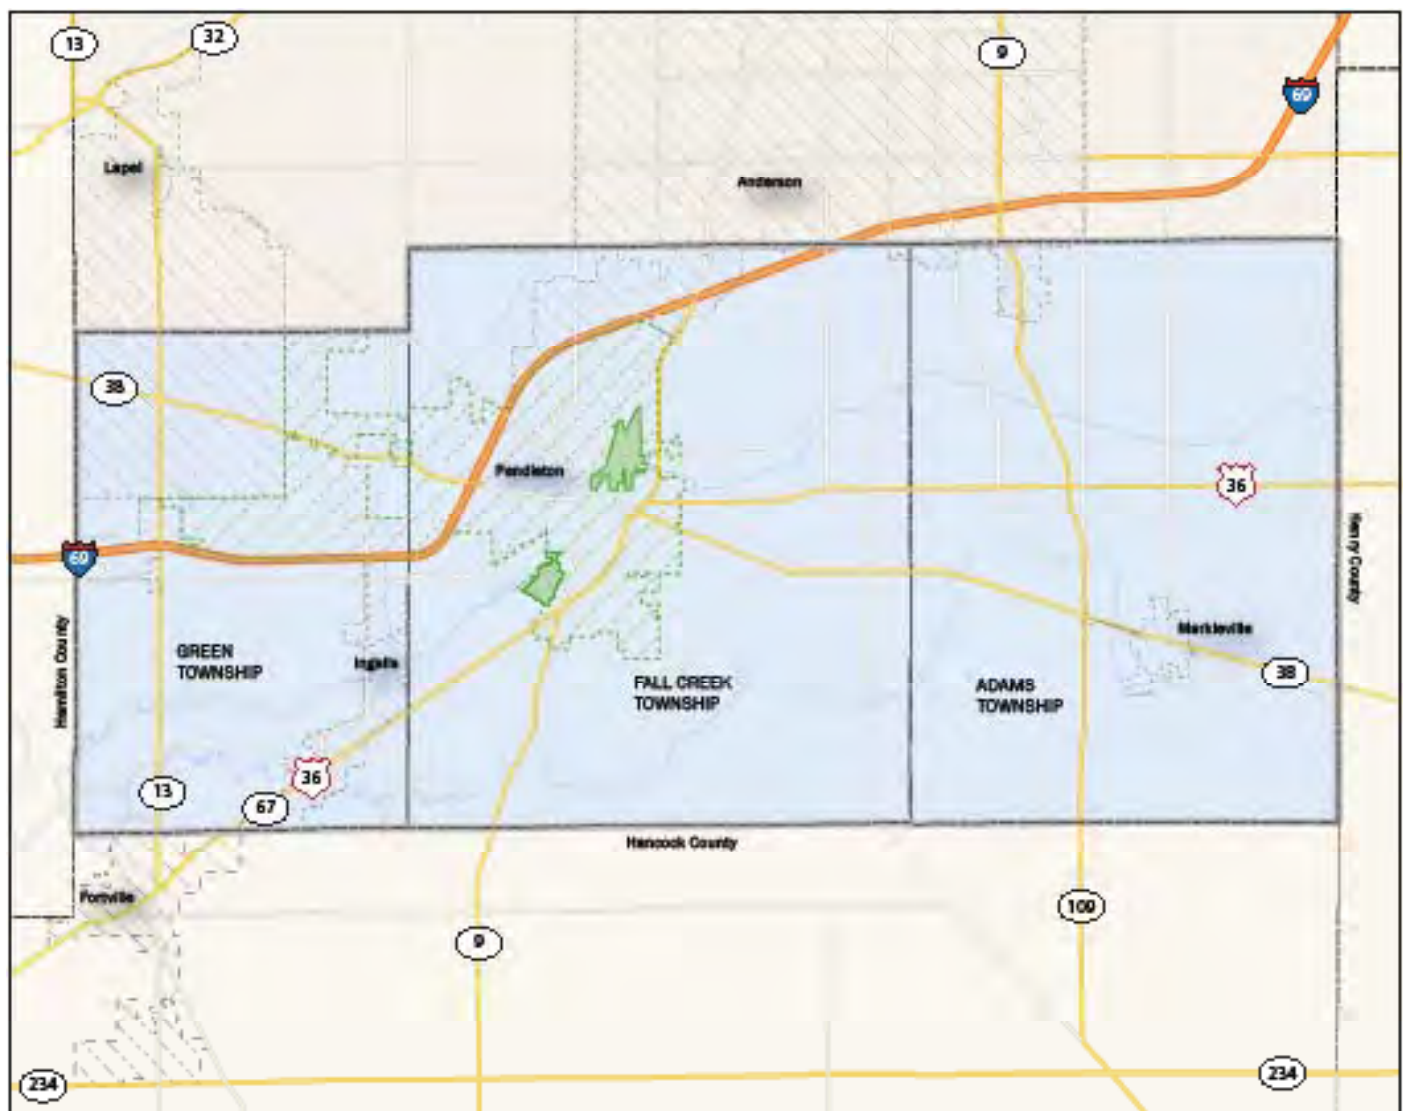 13
32
9
69
Lapel
Anderson
38
Pendleton
36
69
Henry County
Hamilton County
GREEN
TOWNSHIP
Ingalls
Markleville
38
FALL CREEK
TOWNSHIP
ADAMS
TOWNSHIP
36
13
67
Hancock County
Fortville
109
9
234
234